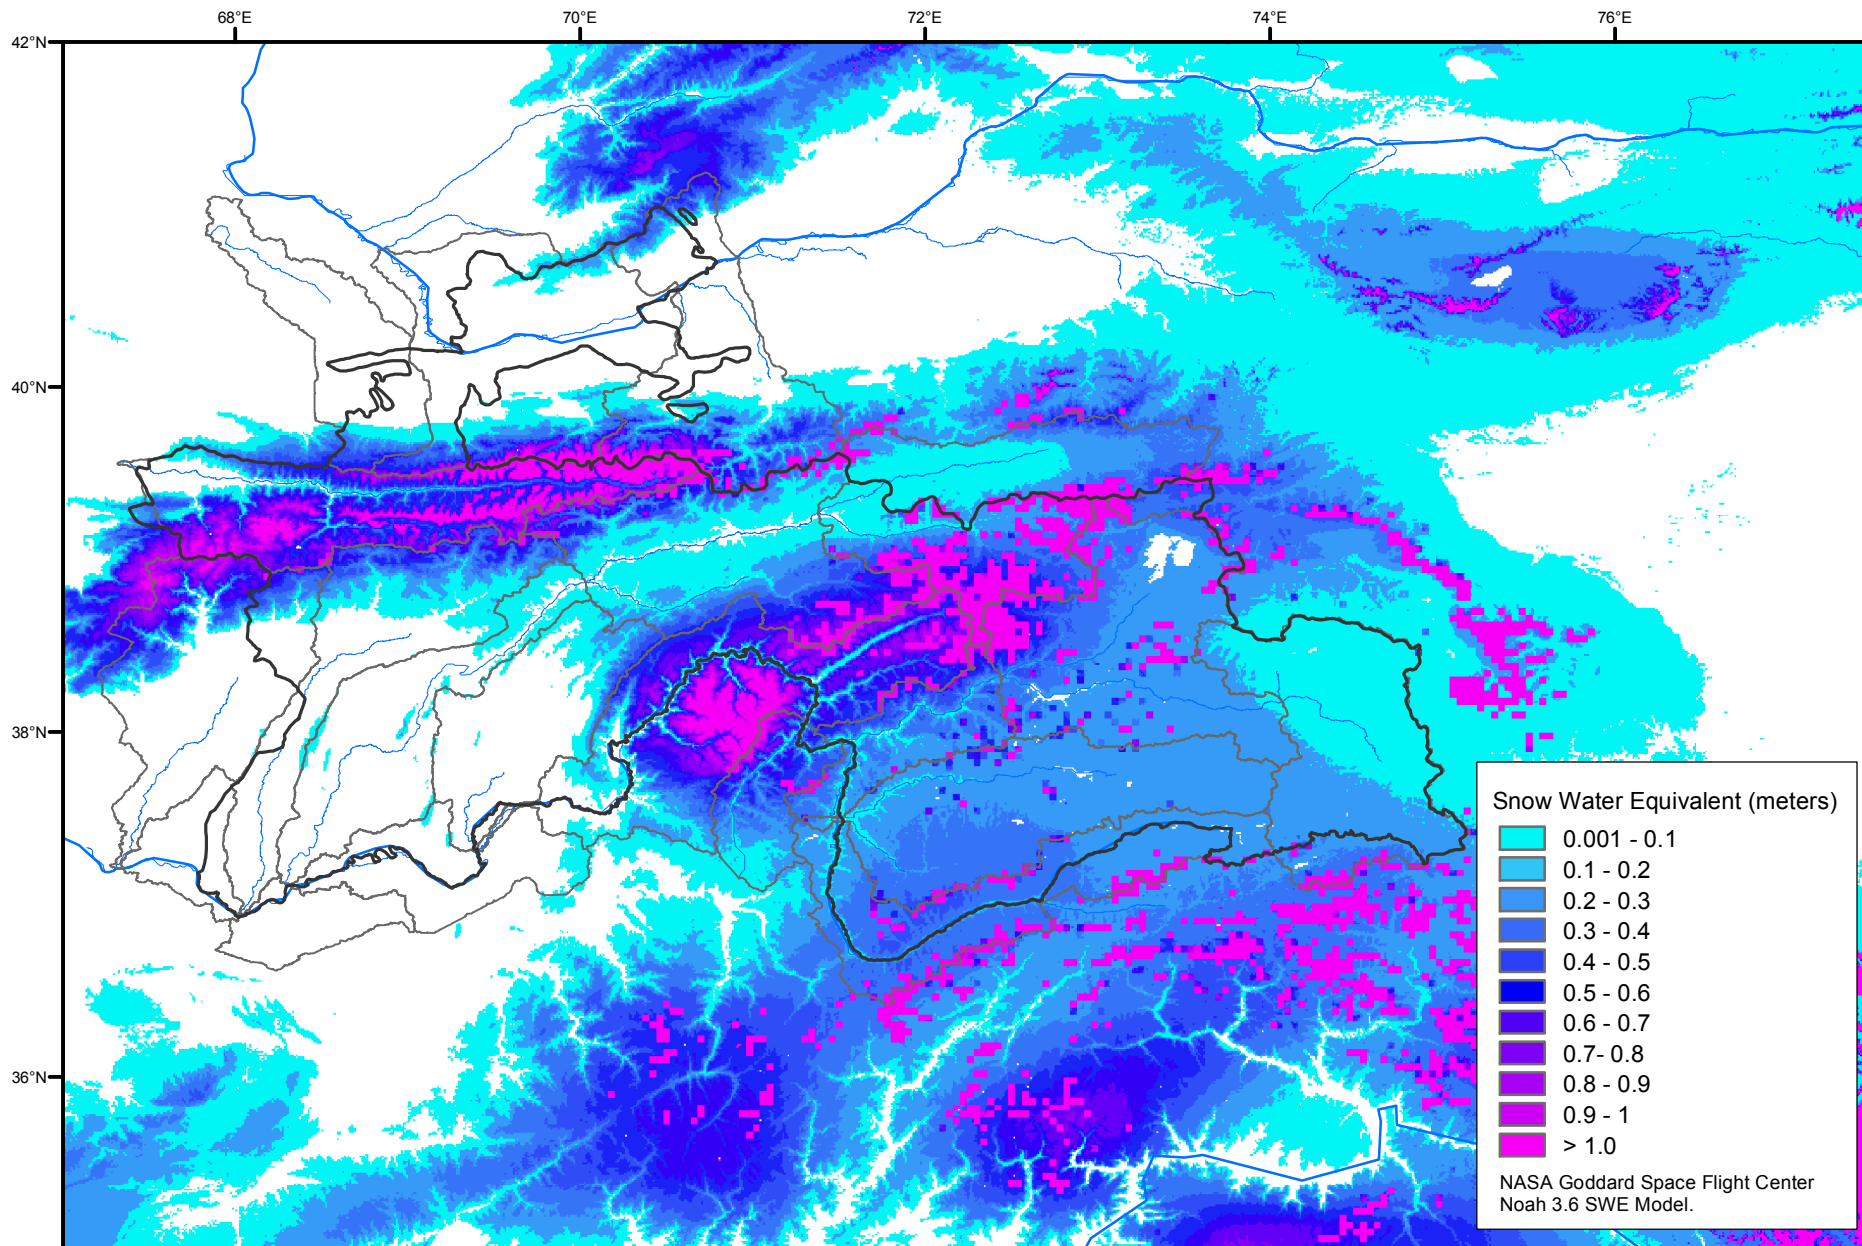 68°E 70°E 72°E 74°E 76°E
42°N
40°N
38°N
36°N
Snow Water Equivalent (meters)
0.001 - 0.1
0.1 - 0.2
0.2 - 0.3
0.3 - 0.4
0.4 - 0.5
0.5 - 0.6
0.6 - 0.7
0.7- 0.8
0.8 - 0.9
0.9 - 1
> 1.0
NASA Goddard Space Flight Center
Noah 3.6 SWE Model.